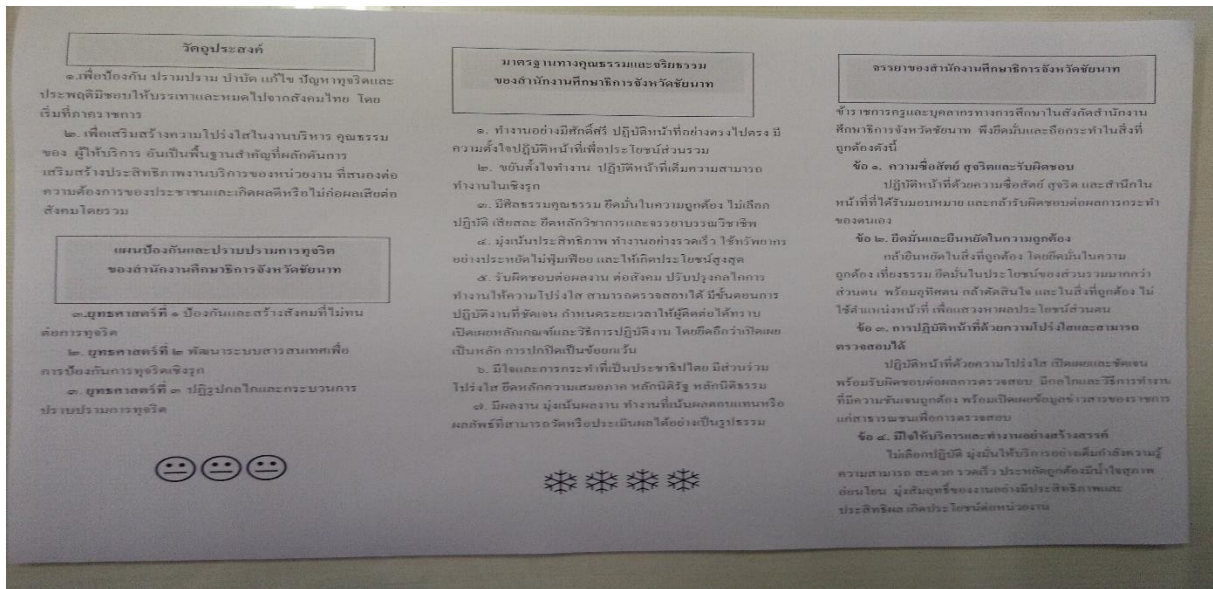 วัตถุประสงค์
๑.เพื่อป้องกัน ปรามปราม บำบัด แก้ไข ปัญหาทุจริตและ
ประพฤติมิชอบให้บรรเทาและหมดไปจากสังคมไทย โดย
เริ่มที่ภาคราชการ
๒. เพื่อเสริมสร้างความโปร่งใสในงานบริหาร คุณธรรม
ของ ผู้ให้บริการ อันเป็นพื้นฐานสำคัญที่ผลักดันการ
เสริมสร้างประสิทธิภาพงานบริการของหน่วยงาน ที่สนองต่อ
ความต้องการของประชาชนและเกิดผลดีหรือไม่ก่อผลเสียต่อ
สังคมโดยรวม
แผนป้องกันและปราบปรามการทุจริต
ของสำนักงานศึกษาธิการจังหวัดชัยนาท
๑.ยุทธศาสตร์ที่ ๑ ป้องกันและสร้างสังคมที่ไม่ทน
ต่อการทุจริต
๒. ยุทธศาสตร์ที่ ๒ พัฒนาระบบสารสนเทศเพื่อ
การป้องกันการทุจริตเชิงรุก
๓. ยุทธศาสตร์ที่ ๓ ปฏิรูปกลไกและกระบวนการ
ปราบปรามการทุจริต
มาตรฐานทางคุณธรรมและจริยธรรม
ของสำนักงานศึกษาธิการจังหวัดชัยนาท
๑. ทำงานอย่างมีศักดิ์ศรี ปฏิบัติหน้าที่อย่างตรงไปตรง มี
ความตั้งใจปฏิบัติหน้าที่เพื่อประโยชน์ส่วนรวม
๒. ขยันตั้งใจทำงาน ปฏิบัติหน้าที่เต็มความสามารถ
ทำงานในเชิงรุก
๓. มีศีลธรรมคุณธรรม ยึดมั่นในความถูกต้อง ไม่เลือก
ปฏิบัติ เสียสละ ยึดหลักวิชาการและจรรยาบรรณวิชาชีพ
๔. มุ่งเน้นประสิทธิภาพ ทำงานอย่างรวดเร็ว ใช้ทรัพยากร
อย่างประหยัดไม่ฟุ่มเฟือย และให้เกิดประโยชน์สูงสุด
๕. รับผิดชอบต่อผลงาน ต่อสังคม ปรับปรุงกลไกการ
ทำงานให้ความโปร่งใส สามารถตรวจสอบได้ มีขั้นตอนการ
ปฏิบัติงานที่ชัดเจน กำหนดระยะเวลาให้ผู้ติดต่อได้ทราบ
เปิดเผยหลักเกณฑ์และวิธีการปฏิบัติงาน โดยยึดถือว่าเปิดเผย
เป็นหลัก การปกปิดเป็นข้อยกเว้น
๖. มีใจและการกระทำที่เป็นประชาธิปไตย มีส่วนร่วม
โปร่งใส ยึดหลักความเสมอภาค หลักนิติรัฐ หลักนิติธรรม
๗. มีผลงาน มุ่งเน้นผลงาน ทำงานที่เน้นผลตอบแทนหรือ
ผลลัพธ์ที่สามารถวัดหรือประเมินผลได้อย่างเป็นรูปธรรม
จรรยาของสำนักงานศึกษาธิการจังหวัดชัยนาท
ข้าราชการครูและบุคลากรทางการศึกษาในสังกัดสำนักงาน
ศึกษาธิการจังหวัดชัยนาท พึงยึดมั่นและถือกระทำในสิ่งที่
ถูกต้องดังนี้
ข้อ ๑. ความซื่อสัตย์ สุจริตและรับผิดชอบ
ปฏิบัติหน้าที่ด้วยความซื่อสัตย์ สุจริต และสำนึกใน
หน้าที่ที่ได้รับมอบหมาย และกล้ารับผิดชอบต่อผลการกระทำ
ของตนเอง
ข้อ ๒. ยึดมั่นและยืนหยัดในความถูกต้อง
กล้ายืนหยัดในสิ่งที่ถูกต้อง โดยยึดมั่นในความ
ถูกต้อง เที่ยงธรรม ยึดมั่นในประโยชน์ของส่วนรวมมากกว่า
ส่วนตน พร้อมอุทิศตน กล้าตัดสินใจ และในสิ่งที่ถูกต้อง ไม่
ใช้ตำแหน่งหน้าที่ เพื่อแสวงหาผลประโยชน์ส่วนตน
ข้อ ๓. การปฏิบัติหน้าที่ด้วยความโปร่งใสและสามารถ
ตรวจสอบได้
ปฏิบัติหน้าที่ด้วยความโปร่งใส เปิดเผยและชัดเจน
พร้อมรับผิดชอบต่อผลการตรวจสอบ มีกลไกและวิธีการทำงาน
ที่มีความชัดเจนถูกต้อง พร้อมเปิดเผยข้อมูลข่าวสารของราชการ
แก่สาธารณชนเพื่อการตรวจสอบ
ข้อ ๔. มีใจให้บริการและทำงานอย่างสร้างสรรค์
ไม่เลือกปฏิบัติ มุ่งมั่นให้บริการอย่างเต็มกำลังความรู้
ความสามารถ สะดวก รวดเร็ว ประหยัดถูกต้องมีน้ำใจสุภาพ
อ่อนโยน มุ่งสัมฤทธิ์ของงานอย่างมีประสิทธิภาพและ
ประสิทธิผล เกิดประโยชน์ต่อหน่วยงาน